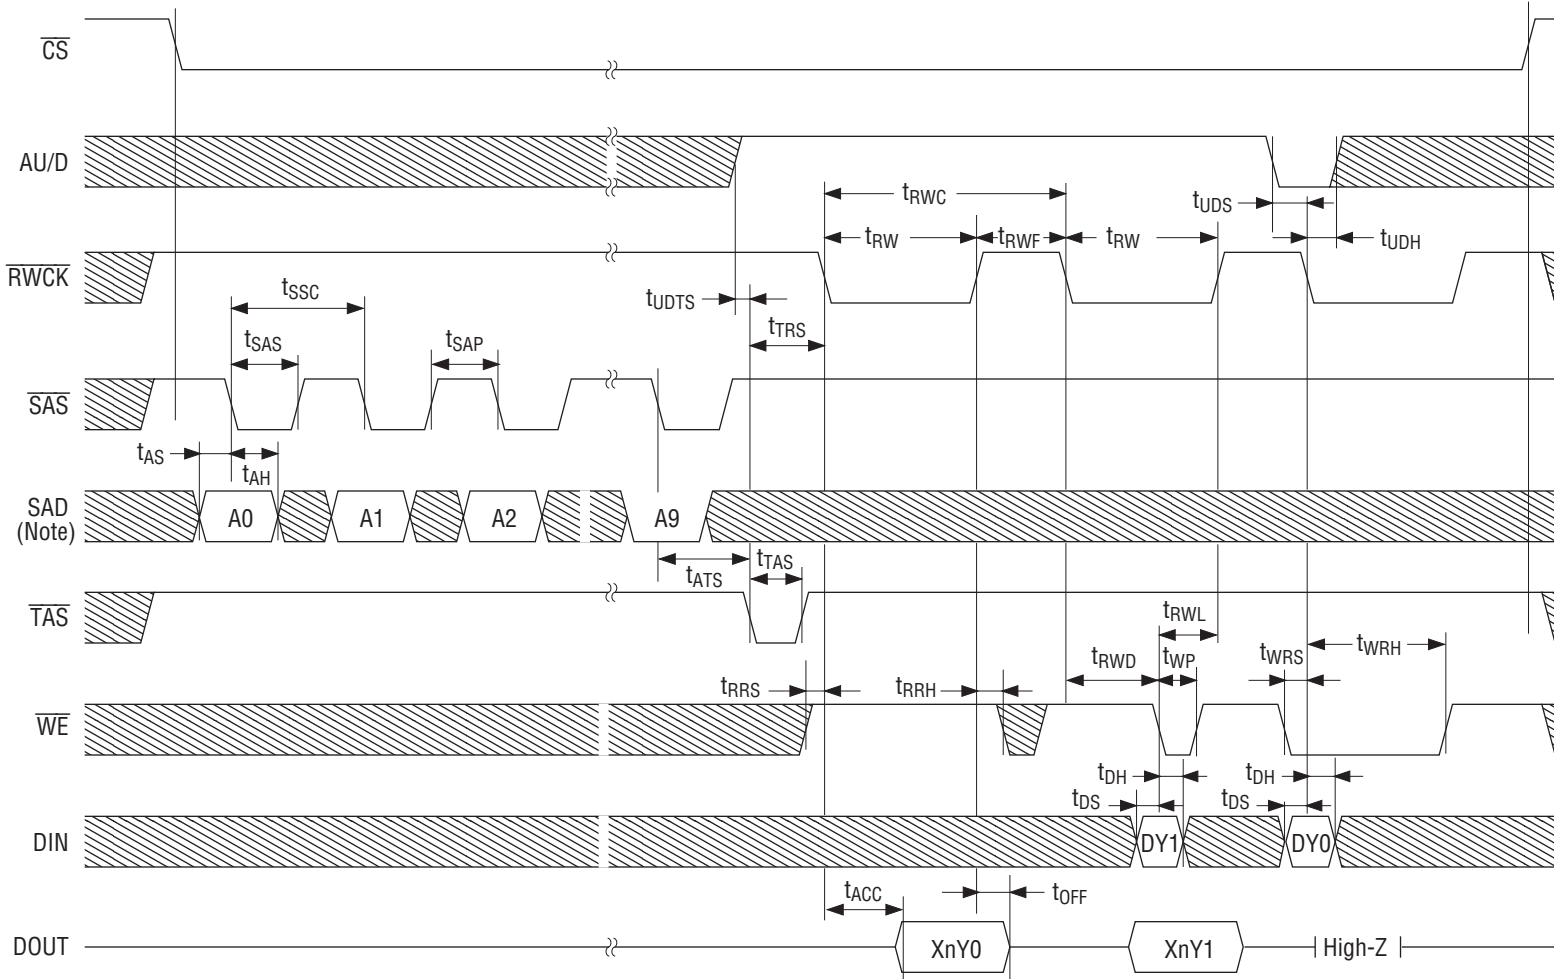 CS
AU/D
tRWC
tUDS
tRW
tRWF
tRW
tUDH
RWCK
tSSC
tUDTS
tTRS
tSAS
tSAP
SAS
tAS
tAH
SAD
(Note)
A0
A1
A2
A9
tATS
tTAS
TAS
tRWL
tRWD
tWP
tWRS
tWRH
tRRS
tRRH
WE
tDH
tDH
tDS
tDS
DIN
DY1
DY0
tACC
tOFF
DOUT
XnY0
XnY1
High-Z